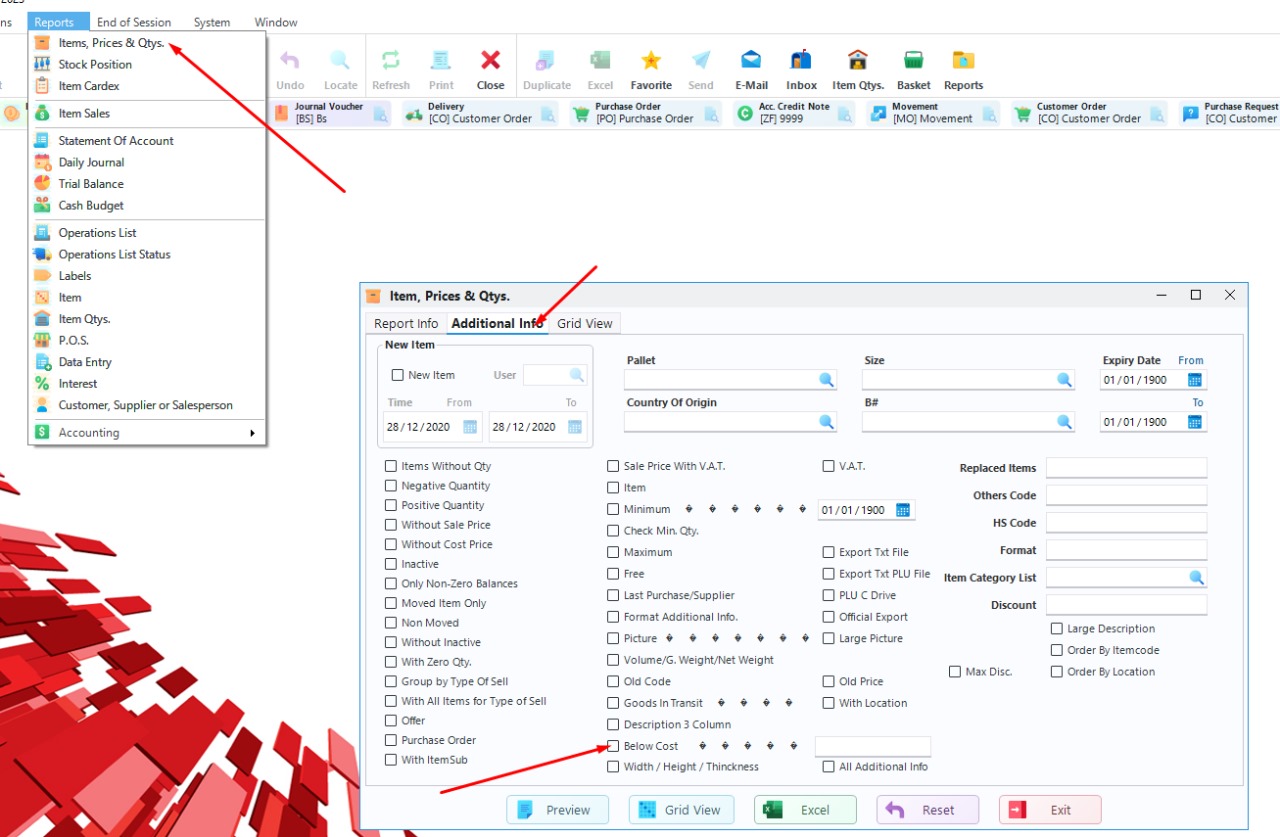 Reports End of Session System Window
Items, Prices & Qtys.
Stock Position
Item Cardex
Item Sales
Statement Of Account
Daily Journal
Trial Balance
Cash Budget
Operations List
Operations List Status
Labels
Item
Item Qtys.
P.O.S.
Data Entry
Interest
Customer, Supplier or Salesperson
Accounting
Undo Locate Refresh Print Close Duplicate Excel Favorite Send E-Mail Inbox Item Qtys. Basket Reports
Journal Voucher
[BS] Bs
Delivery
[CO] Customer Order
Purchase Order
[PO] Purchase Order
Acc. Credit Note
[ZF] 9999
Movement
[MO] Movement
Customer Order
[CO] Customer Order
Purchase Request
[CO] Customer
Item, Prices & Qtys.
Report Info Additional Info Grid View
New Item
New Item User
Time From To
28/12/2020 28/12/2020
Pallet
Size
Expiry Date From
01/01/1900
Country Of Origin
B#
To
01/01/1900
Items Without Qty
Negative Quantity
Positive Quantity
Without Sale Price
Without Cost Price
Inactive
Only Non-Zero Balances
Moved Item Only
Non Moved
Without Inactive
With Zero Qty.
Group by Type Of Sell
With All Items for Type of Sell
Offer
Purchase Order
With ItemSub
Sale Price With V.A.T.
Item
Minimum
Check Min. Qty.
Maximum
Free
Last Purchase/Supplier
Format Additional Info.
Picture
Volume/G. Weight/Net Weight
Old Code
Goods In Transit
Description 3 Column
Below Cost
Width / Height / Thinckness
V.A.T.
01/01/1900
Export Txt File
Export Txt PLU File
PLU C Drive
Official Export
Large Picture
Old Price
With Location
All Additional Info
Replaced Items
Others Code
HS Code
Format
Item Category List
Discount
Large Description
Order By Itemcode
Max Disc. Order By Location
Preview Grid View Excel Reset Exit